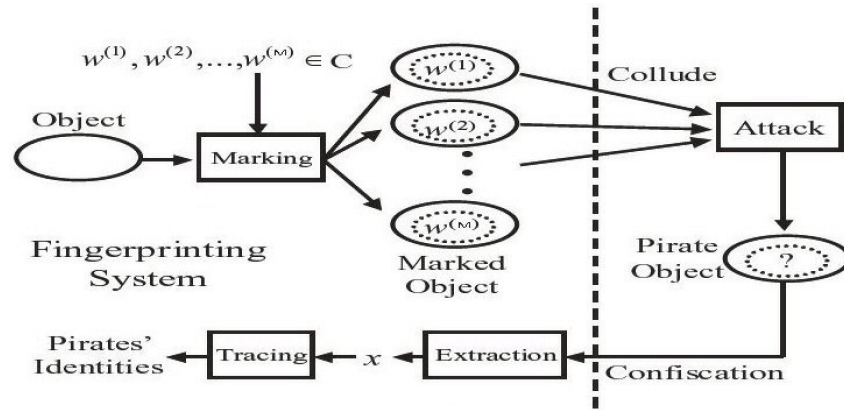 w^(1), w^(2), ..., w^(M) ∈ C
Object
Marking
w^(1)
w^(2)
w^(M)
Marked
Object
Collude
Attack
Pirate
Object
?
Fingerprinting
System
Pirates'
Identities
Tracing
x
Extraction
Confiscation